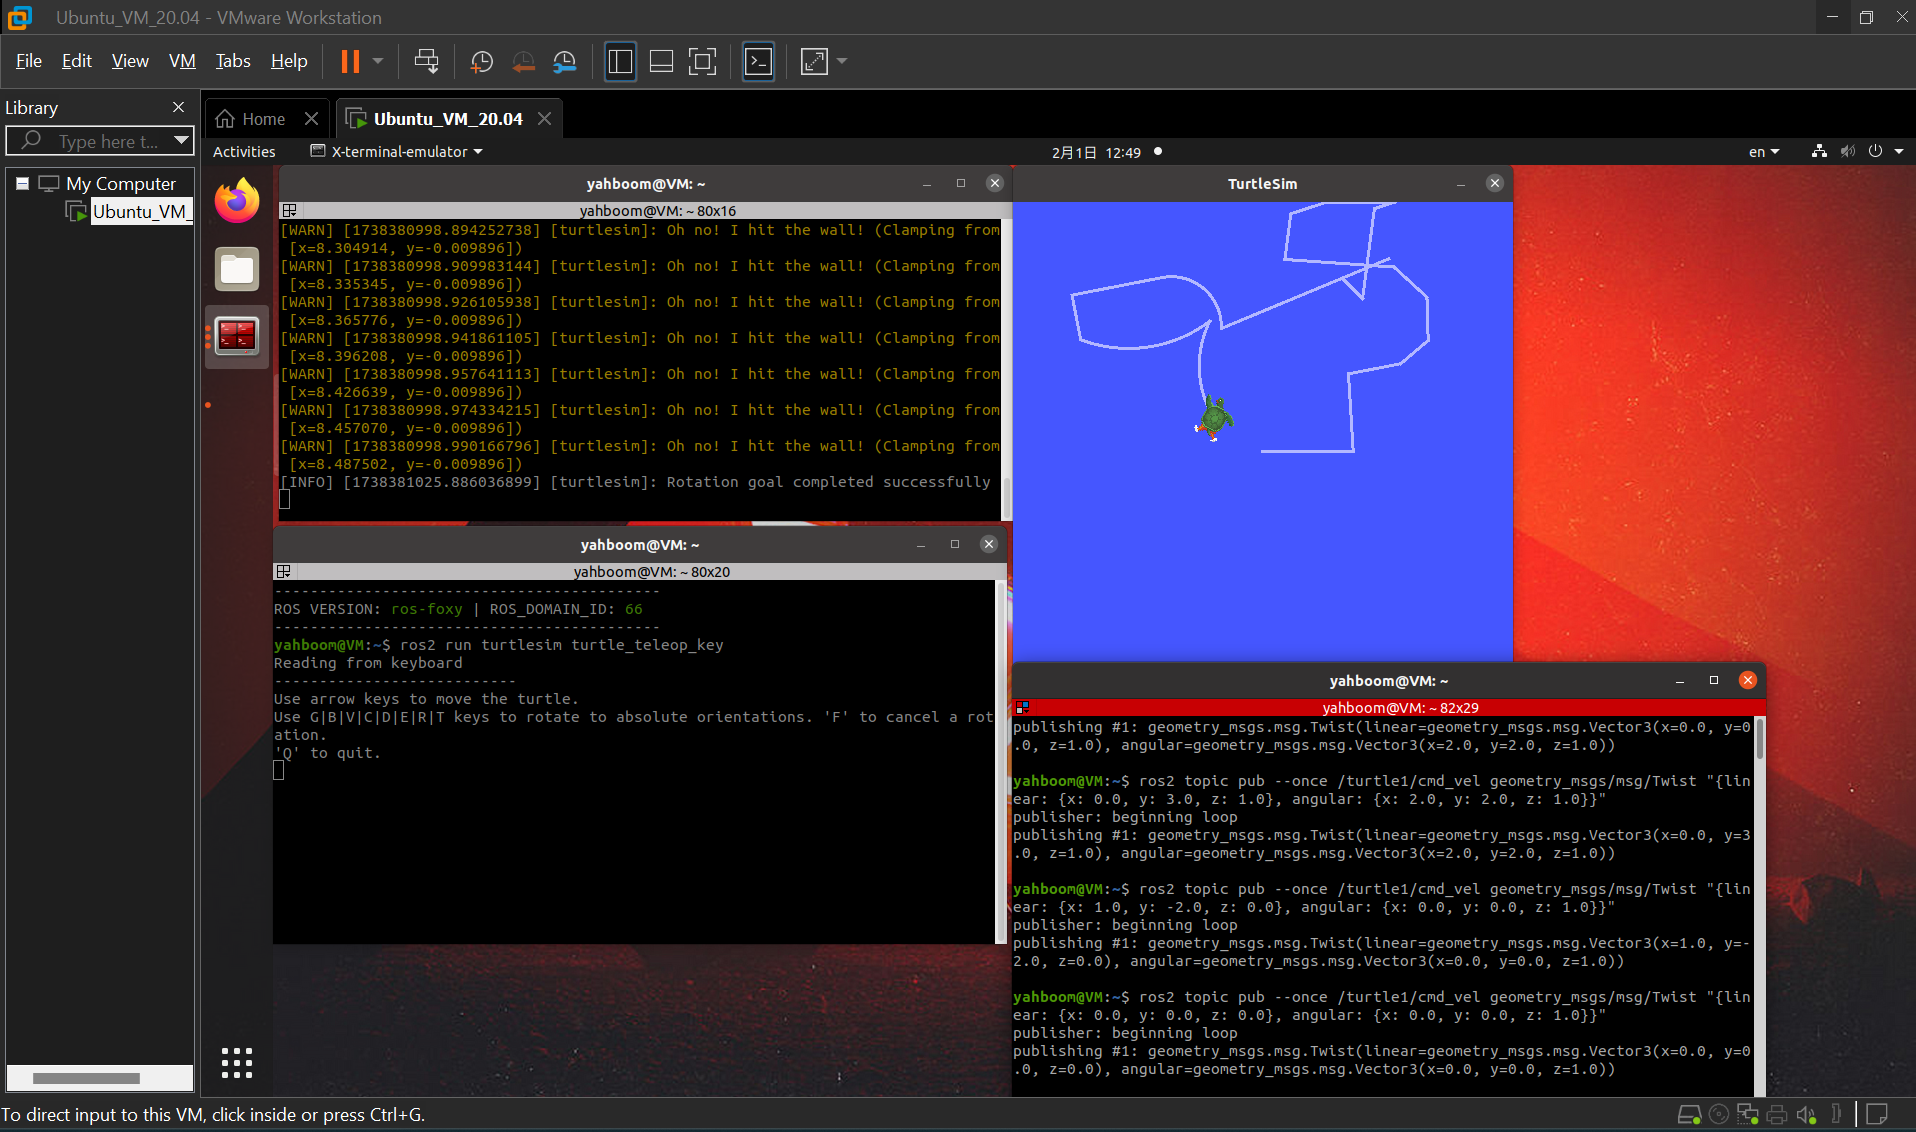 Ubuntu_VM_20.04 - VMware Workstation
File Edit View VM Tabs Help
Library
Type here t...
My Computer
Ubuntu_VM_
Home
Ubuntu_VM_20.04
Activities X-terminal-emulator 2月1日 12:49 en
yahboom@VM: ~
yahboom@VM: ~ 80x16
[WARN] [1738380998.894252738] [turtlesim]: Oh no! I hit the wall! (Clamping from
[x=8.304914, y=-0.009896])
[WARN] [1738380998.909983144] [turtlesim]: Oh no! I hit the wall! (Clamping from
[x=8.335345, y=-0.009896])
[WARN] [1738380998.926105938] [turtlesim]: Oh no! I hit the wall! (Clamping from
[x=8.365776, y=-0.009896])
[WARN] [1738380998.941861105] [turtlesim]: Oh no! I hit the wall! (Clamping from
[x=8.396208, y=-0.009896])
[WARN] [1738380998.957641113] [turtlesim]: Oh no! I hit the wall! (Clamping from
[x=8.426639, y=-0.009896])
[WARN] [1738380998.974334215] [turtlesim]: Oh no! I hit the wall! (Clamping from
[x=8.457070, y=-0.009896])
[WARN] [1738380998.990166796] [turtlesim]: Oh no! I hit the wall! (Clamping from
[x=8.487502, y=-0.009896])
[INFO] [1738381025.886036899] [turtlesim]: Rotation goal completed successfully
TurtleSim
yahboom@VM: ~
yahboom@VM: ~ 80x20
-------------------------------------------
ROS VERSION: ros-foxy | ROS_DOMAIN_ID: 66
-------------------------------------------
yahboom@VM:~$ ros2 run turtlesim turtle_teleop_key
Reading from keyboard
---------------------------
Use arrow keys to move the turtle.
Use G|B|V|C|D|E|R|T keys to rotate to absolute orientations. 'F' to cancel a rot
ation.
'Q' to quit.
yahboom@VM: ~
yahboom@VM: ~ 82x29
publishing #1: geometry_msgs.msg.Twist(linear=geometry_msgs.msg.Vector3(x=0.0, y=0
.0, z=1.0), angular=geometry_msgs.msg.Vector3(x=2.0, y=2.0, z=1.0))
yahboom@VM:~$ ros2 topic pub --once /turtle1/cmd_vel geometry_msgs/msg/Twist "{lin
ear: {x: 0.0, y: 3.0, z: 1.0}, angular: {x: 2.0, y: 2.0, z: 1.0}}"
publisher: beginning loop
publishing #1: geometry_msgs.msg.Twist(linear=geometry_msgs.msg.Vector3(x=0.0, y=3
.0, z=1.0), angular=geometry_msgs.msg.Vector3(x=2.0, y=2.0, z=1.0))
yahboom@VM:~$ ros2 topic pub --once /turtle1/cmd_vel geometry_msgs/msg/Twist "{lin
ear: {x: 1.0, y: -2.0, z: 0.0}, angular: {x: 0.0, y: 0.0, z: 1.0}}"
publisher: beginning loop
publishing #1: geometry_msgs.msg.Twist(linear=geometry_msgs.msg.Vector3(x=1.0, y=-
2.0, z=0.0), angular=geometry_msgs.msg.Vector3(x=0.0, y=0.0, z=1.0))
yahboom@VM:~$ ros2 topic pub --once /turtle1/cmd_vel geometry_msgs/msg/Twist "{lin
ear: {x: 0.0, y: 0.0, z: 0.0}, angular: {x: 0.0, y: 0.0, z: 1.0}}"
publisher: beginning loop
publishing #1: geometry_msgs.msg.Twist(linear=geometry_msgs.msg.Vector3(x=0.0, y=0
.0, z=0.0), angular=geometry_msgs.msg.Vector3(x=0.0, y=0.0, z=1.0))
To direct input to this VM, click inside or press Ctrl+G.